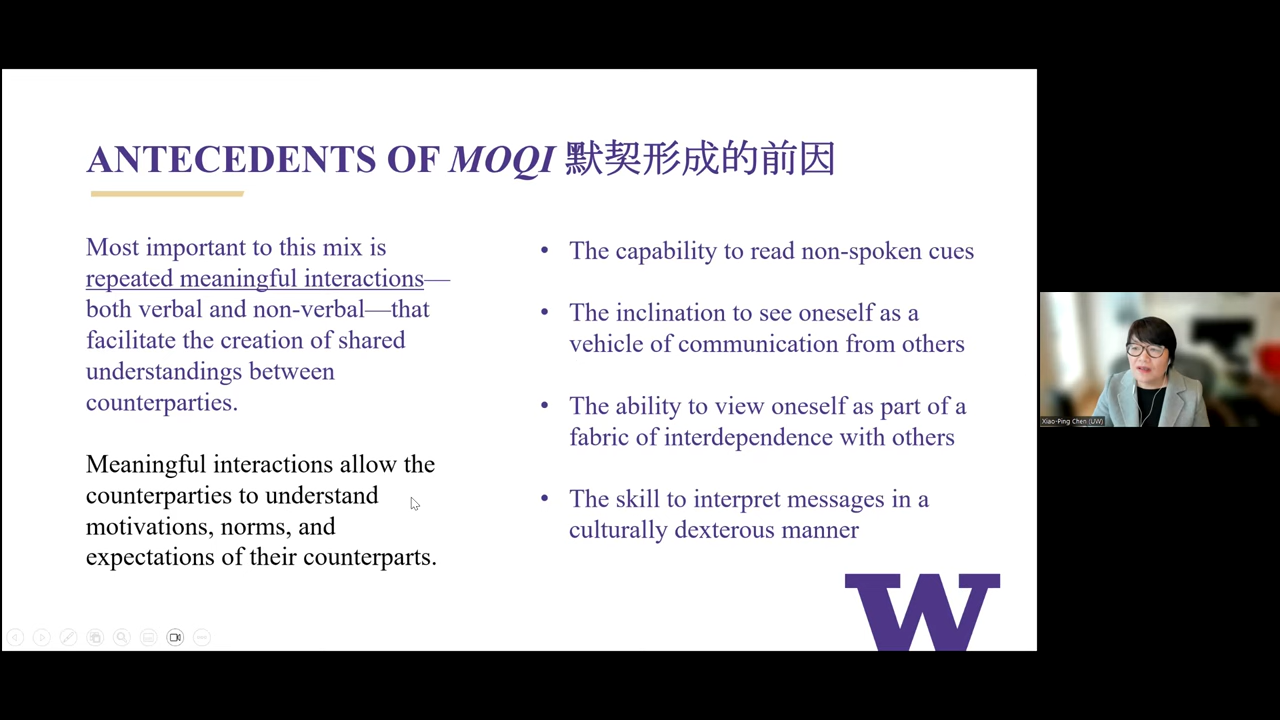 ANTECEDENTS OF MOQI 默契形成的前因
Most important to this mix is
repeated meaningful interactions—
both verbal and non-verbal—that
facilitate the creation of shared
understandings between
counterparties.
Meaningful interactions allow the
counterparties to understand
motivations, norms, and
expectations of their counterparts.
• The capability to read non-spoken cues
• The inclination to see oneself as a
vehicle of communication from others
• The ability to view oneself as part of a
fabric of interdependence with others
• The skill to interpret messages in a
culturally dexterous manner
W
Xiao-Ping Chen (UW)